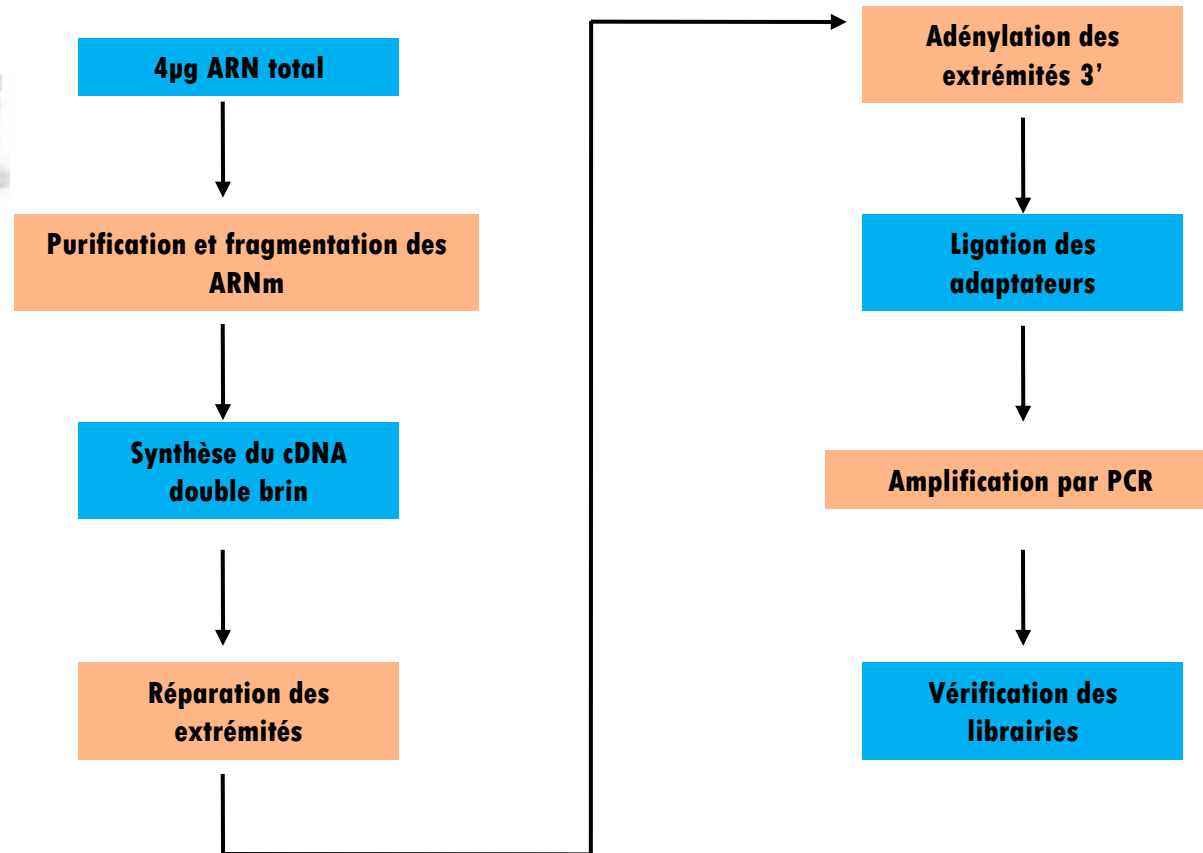 4µg ARN total
Purification et fragmentation des
ARNm
Synthèse du cDNA
double brin
Réparation des
extrémités
Adénylation des
extrémités 3’
Ligation des
adaptateurs
Amplification par PCR
Vérification des
librairies